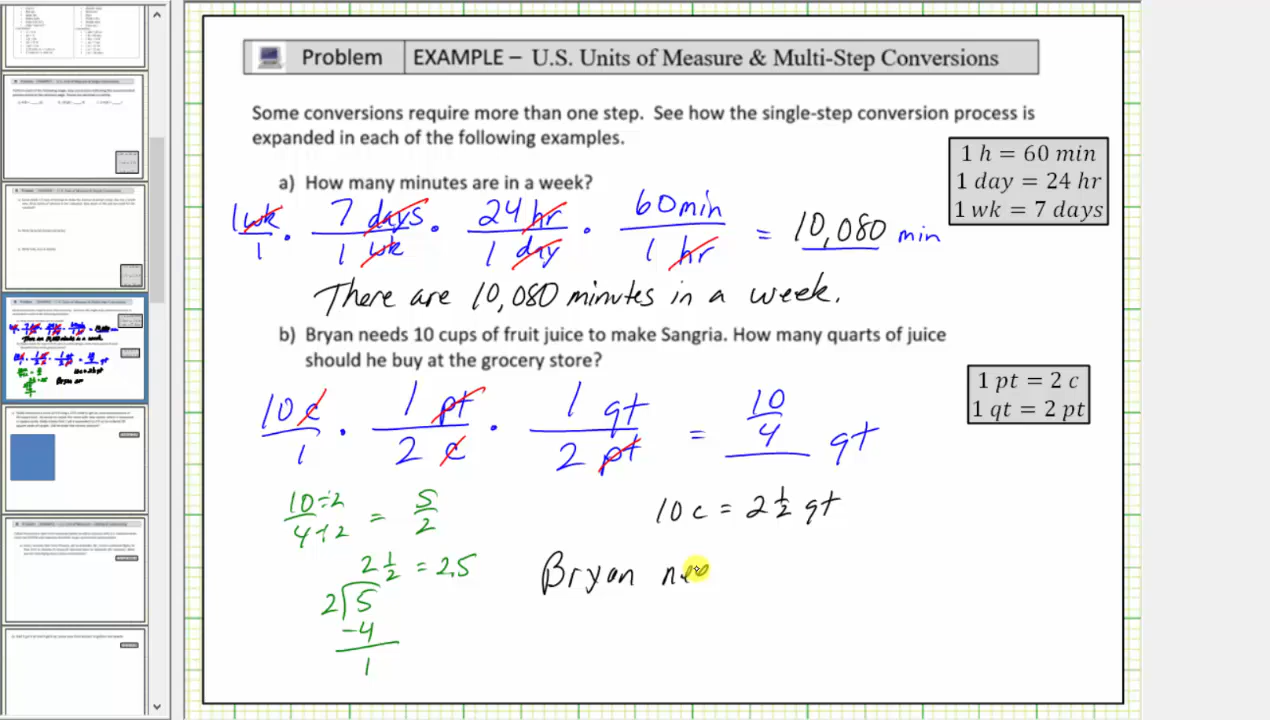 Problem
EXAMPLE – U.S. Units of Measure & Multi-Step Conversions
Some conversions require more than one step. See how the single-step conversion process is
expanded in each of the following examples.
1 h = 60 min
1 day = 24 hr
1 wk = 7 days
a) How many minutes are in a week?
1wk/1 · 7 days/1 wk · 24 hr/1 day · 60 min/1 hr = 10,080 min
There are 10,080 minutes in a week.
b) Bryan needs 10 cups of fruit juice to make Sangria. How many quarts of juice
should he buy at the grocery store?
1 pt = 2 c
1 qt = 2 pt
10 c/1 · 1 pt/2 c · 1 qt/2 pt = 10/4 qt
10÷2/4÷2 = 5/2
10 c = 2 1/2 qt
2 1/2 = 2.5
2)5
-4
1
Bryan nee